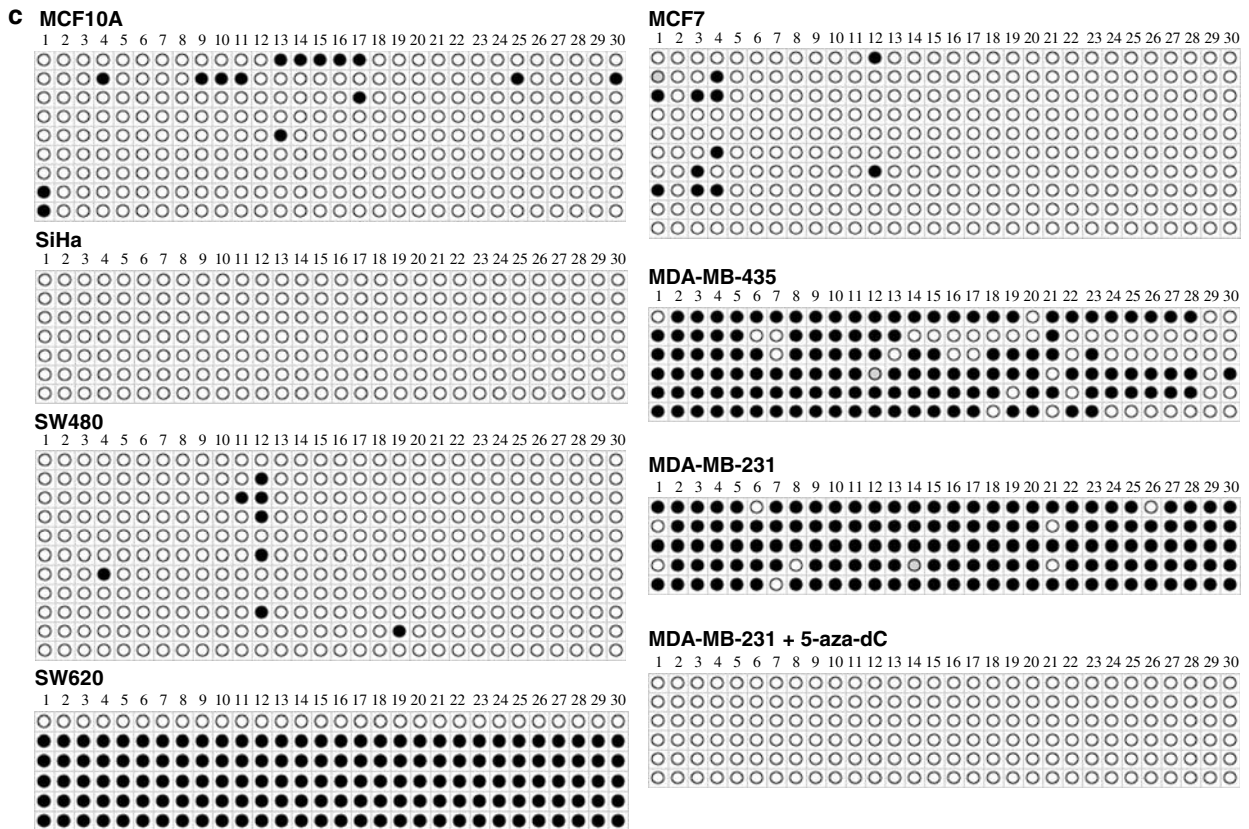 c
MCF10A
1 2 3 4 5 6 7 8 9 10 11 12 13 14 15 16 17 18 19 20 21 22 23 24 25 26 27 28 29 30
SiHa
1 2 3 4 5 6 7 8 9 10 11 12 13 14 15 16 17 18 19 20 21 22 23 24 25 26 27 28 29 30
SW480
1 2 3 4 5 6 7 8 9 10 11 12 13 14 15 16 17 18 19 20 21 22 23 24 25 26 27 28 29 30
SW620
1 2 3 4 5 6 7 8 9 10 11 12 13 14 15 16 17 18 19 20 21 22 23 24 25 26 27 28 29 30
MCF7
1 2 3 4 5 6 7 8 9 10 11 12 13 14 15 16 17 18 19 20 21 22 23 24 25 26 27 28 29 30
MDA-MB-435
1 2 3 4 5 6 7 8 9 10 11 12 13 14 15 16 17 18 19 20 21 22 23 24 25 26 27 28 29 30
MDA-MB-231
1 2 3 4 5 6 7 8 9 10 11 12 13 14 15 16 17 18 19 20 21 22 23 24 25 26 27 28 29 30
MDA-MB-231 + 5-aza-dC
1 2 3 4 5 6 7 8 9 10 11 12 13 14 15 16 17 18 19 20 21 22 23 24 25 26 27 28 29 30